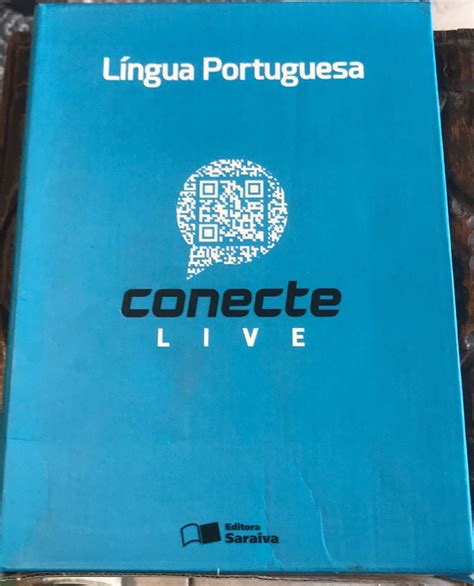 Língua Portuguesa
conecte
LIVE
Editora
Saraiva